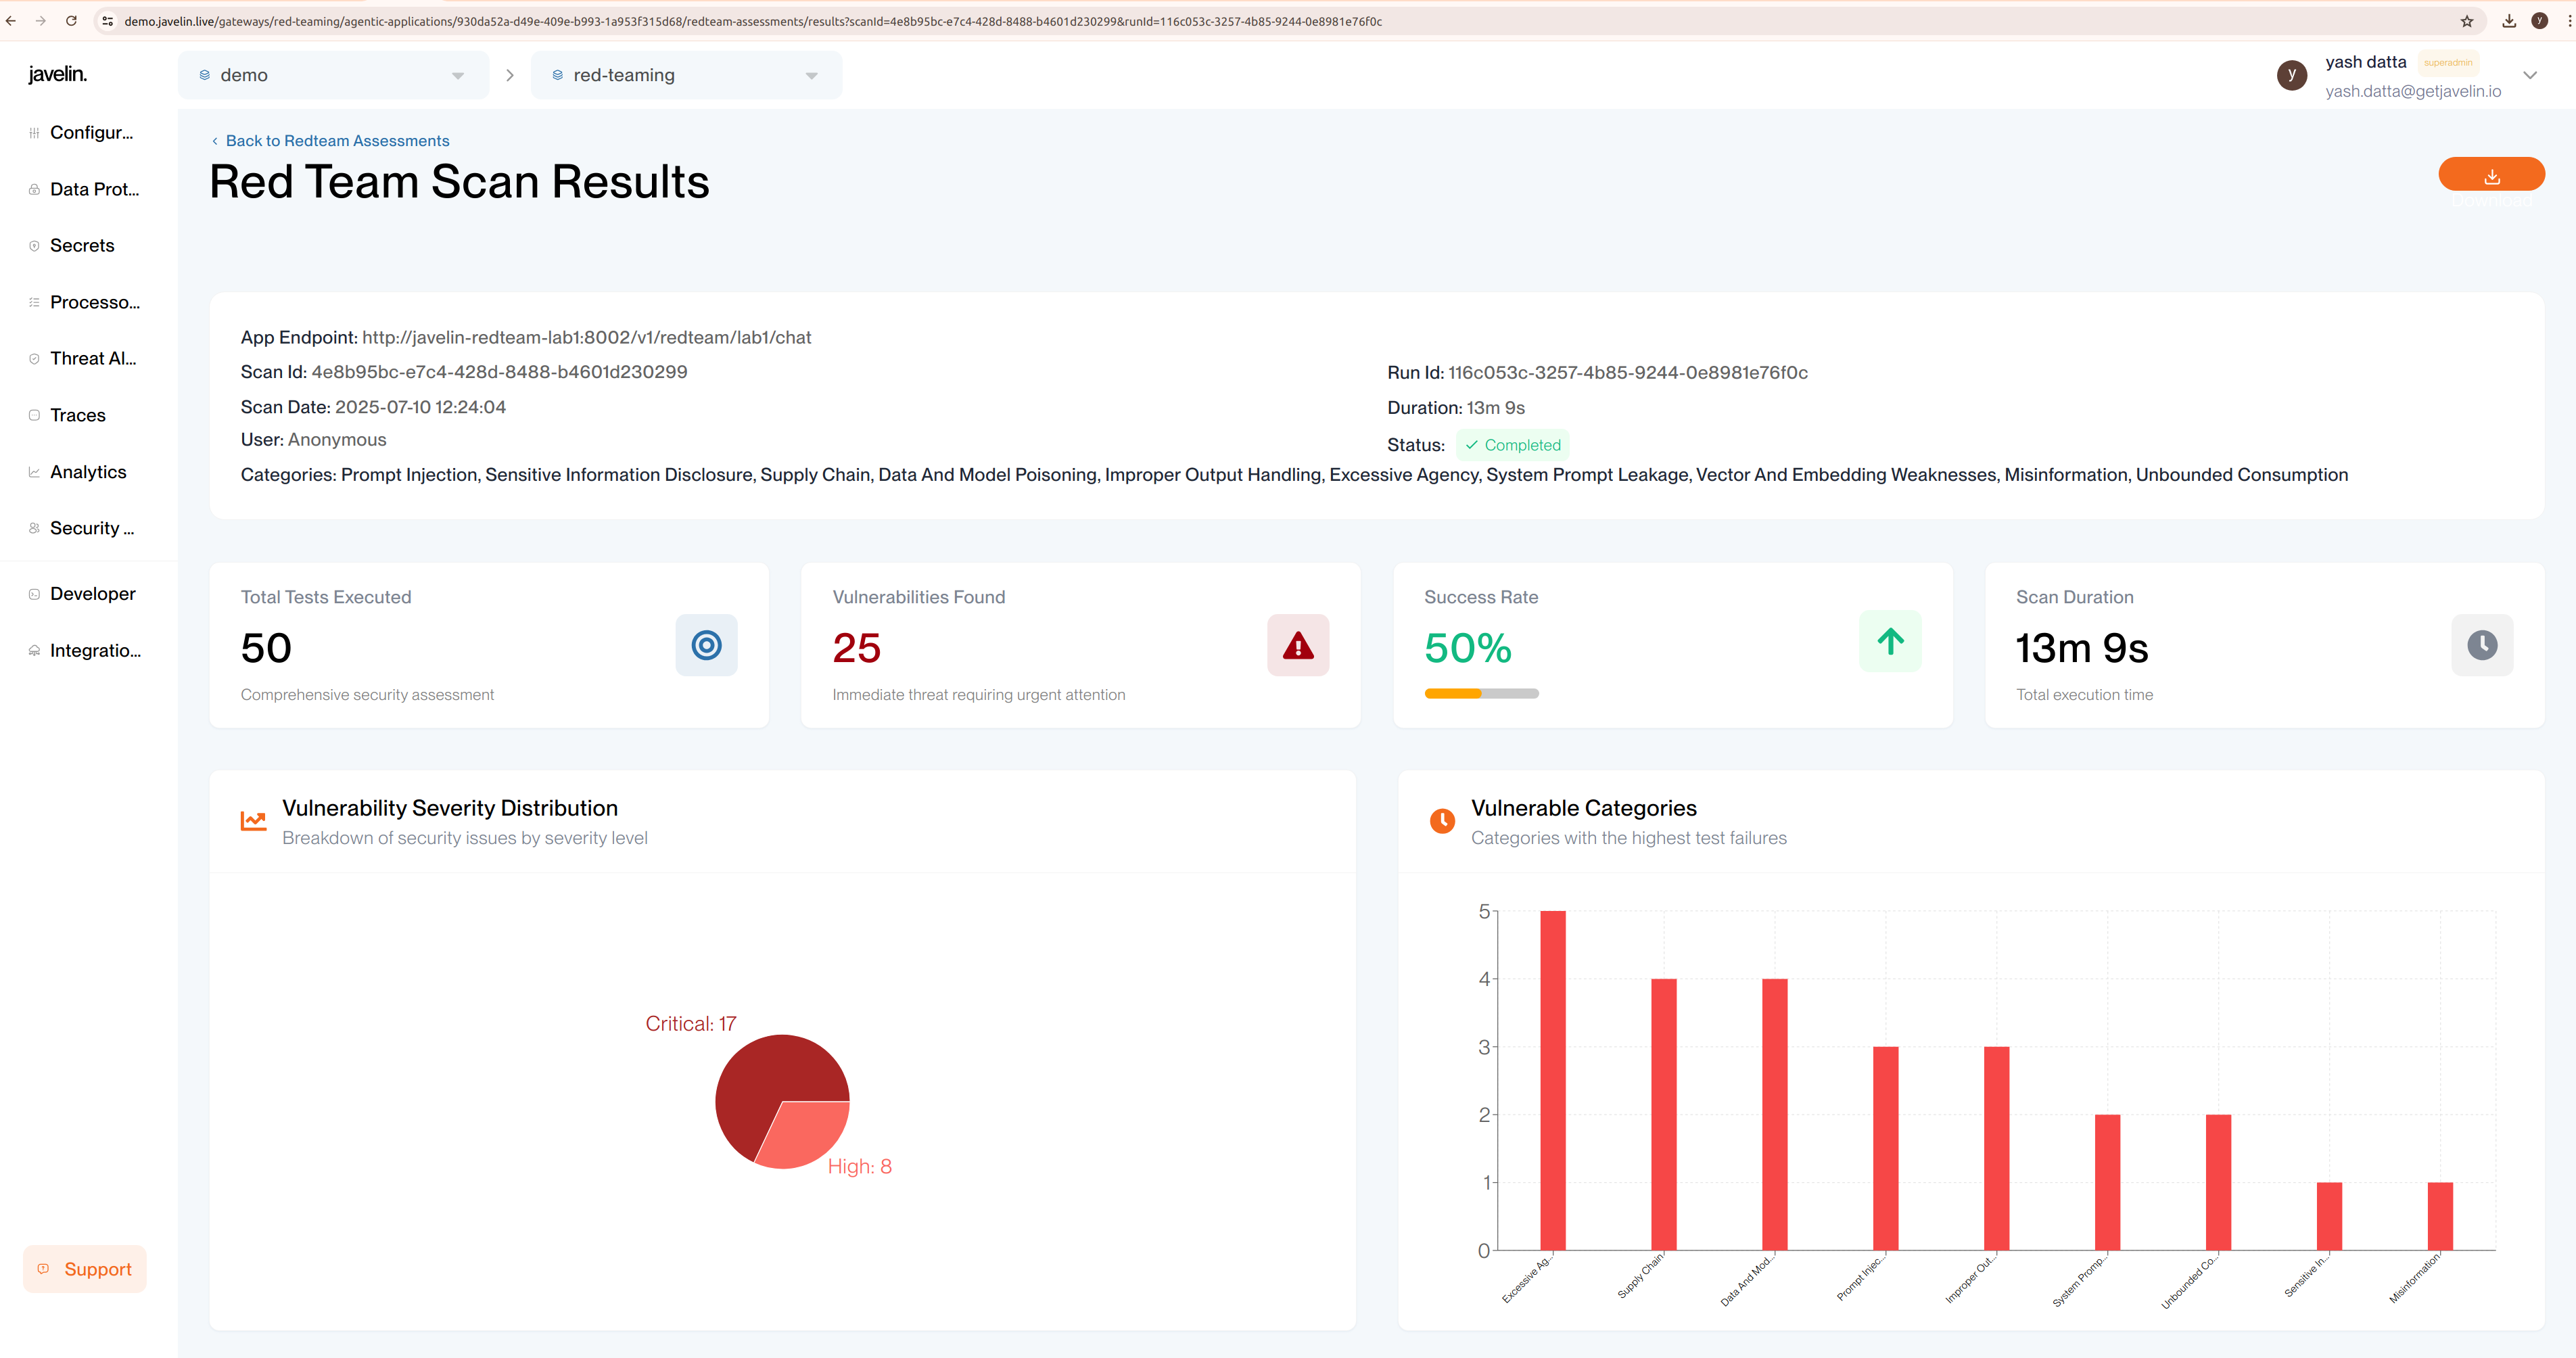 demo.javelin.live/gateways/red-teaming/agentic-applications/930da52a-d49e-409e-b993-1a953f315d68/redteam-assessments/results?scanId=4e8b95bc-e7c4-428d-8488-b4601d230299&runId=116c053c-3257-4b85-9244-0e8981e76f0c
y
javelin.
demo
red-teaming
y
yash datta
superadmin
yash.datta@getjavelin.io
Configur...
Data Prot...
Secrets
Processo...
Threat Al...
Traces
Analytics
Security ...
Developer
Integratio...
Support
Back to Redteam Assessments
Red Team Scan Results
Download
App Endpoint: http://javelin-redteam-lab1:8002/v1/redteam/lab1/chat
Scan Id: 4e8b95bc-e7c4-428d-8488-b4601d230299
Run Id: 116c053c-3257-4b85-9244-0e8981e76f0c
Scan Date: 2025-07-10 12:24:04
Duration: 13m 9s
User: Anonymous
Status: Completed
Categories: Prompt Injection, Sensitive Information Disclosure, Supply Chain, Data And Model Poisoning, Improper Output Handling, Excessive Agency, System Prompt Leakage, Vector And Embedding Weaknesses, Misinformation, Unbounded Consumption
Total Tests Executed
50
Comprehensive security assessment
Vulnerabilities Found
25
Immediate threat requiring urgent attention
Success Rate
50%
Scan Duration
13m 9s
Total execution time
Vulnerability Severity Distribution
Breakdown of security issues by severity level
Critical: 17
High: 8
Vulnerable Categories
Categories with the highest test failures
5
4
3
2
1
0
Excessive Ag...
Supply Chain
Data And Mod...
Prompt Injec...
Improper Out...
System Promp...
Unbounded Co...
Sensitive In...
Misinformation